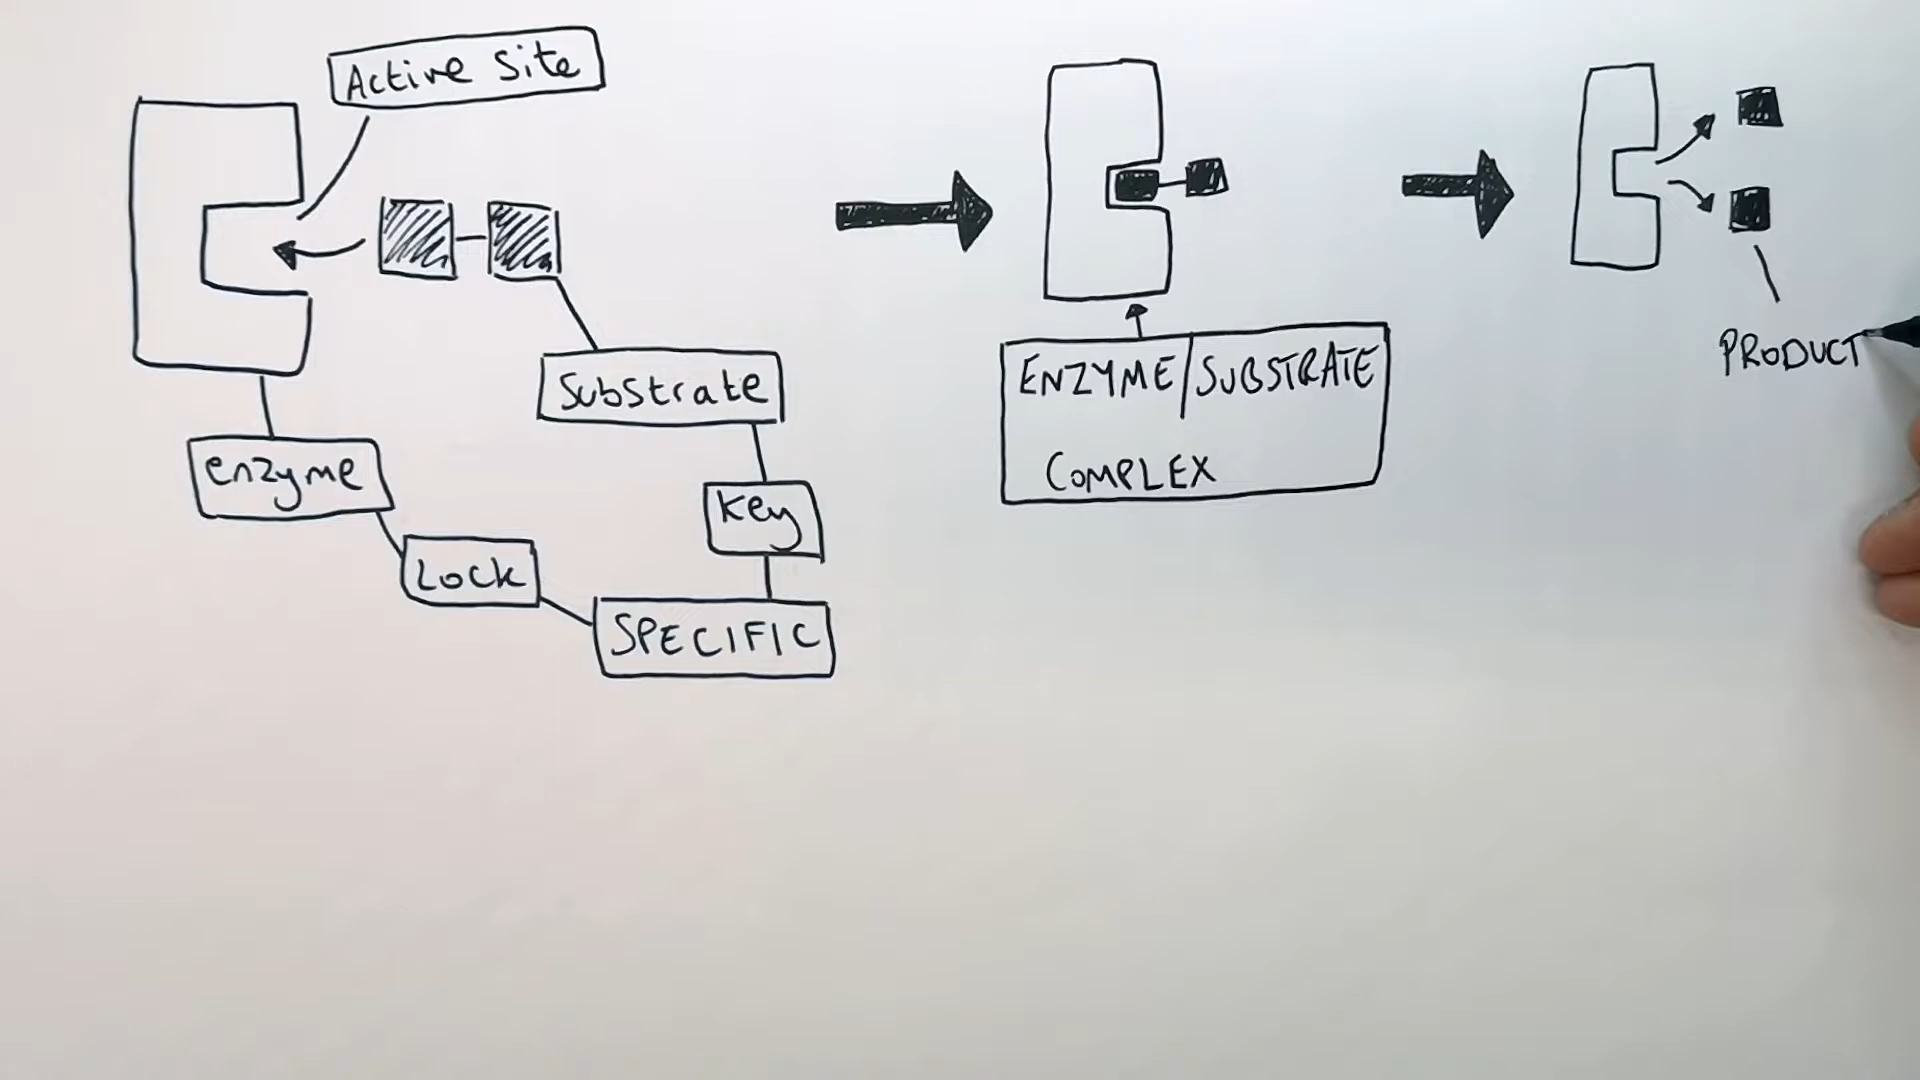 Active Site
Substrate
enzyme
Key
Lock
SPECIFIC
ENZYME/SUBSTRATE
COMPLEX
PRODUCT